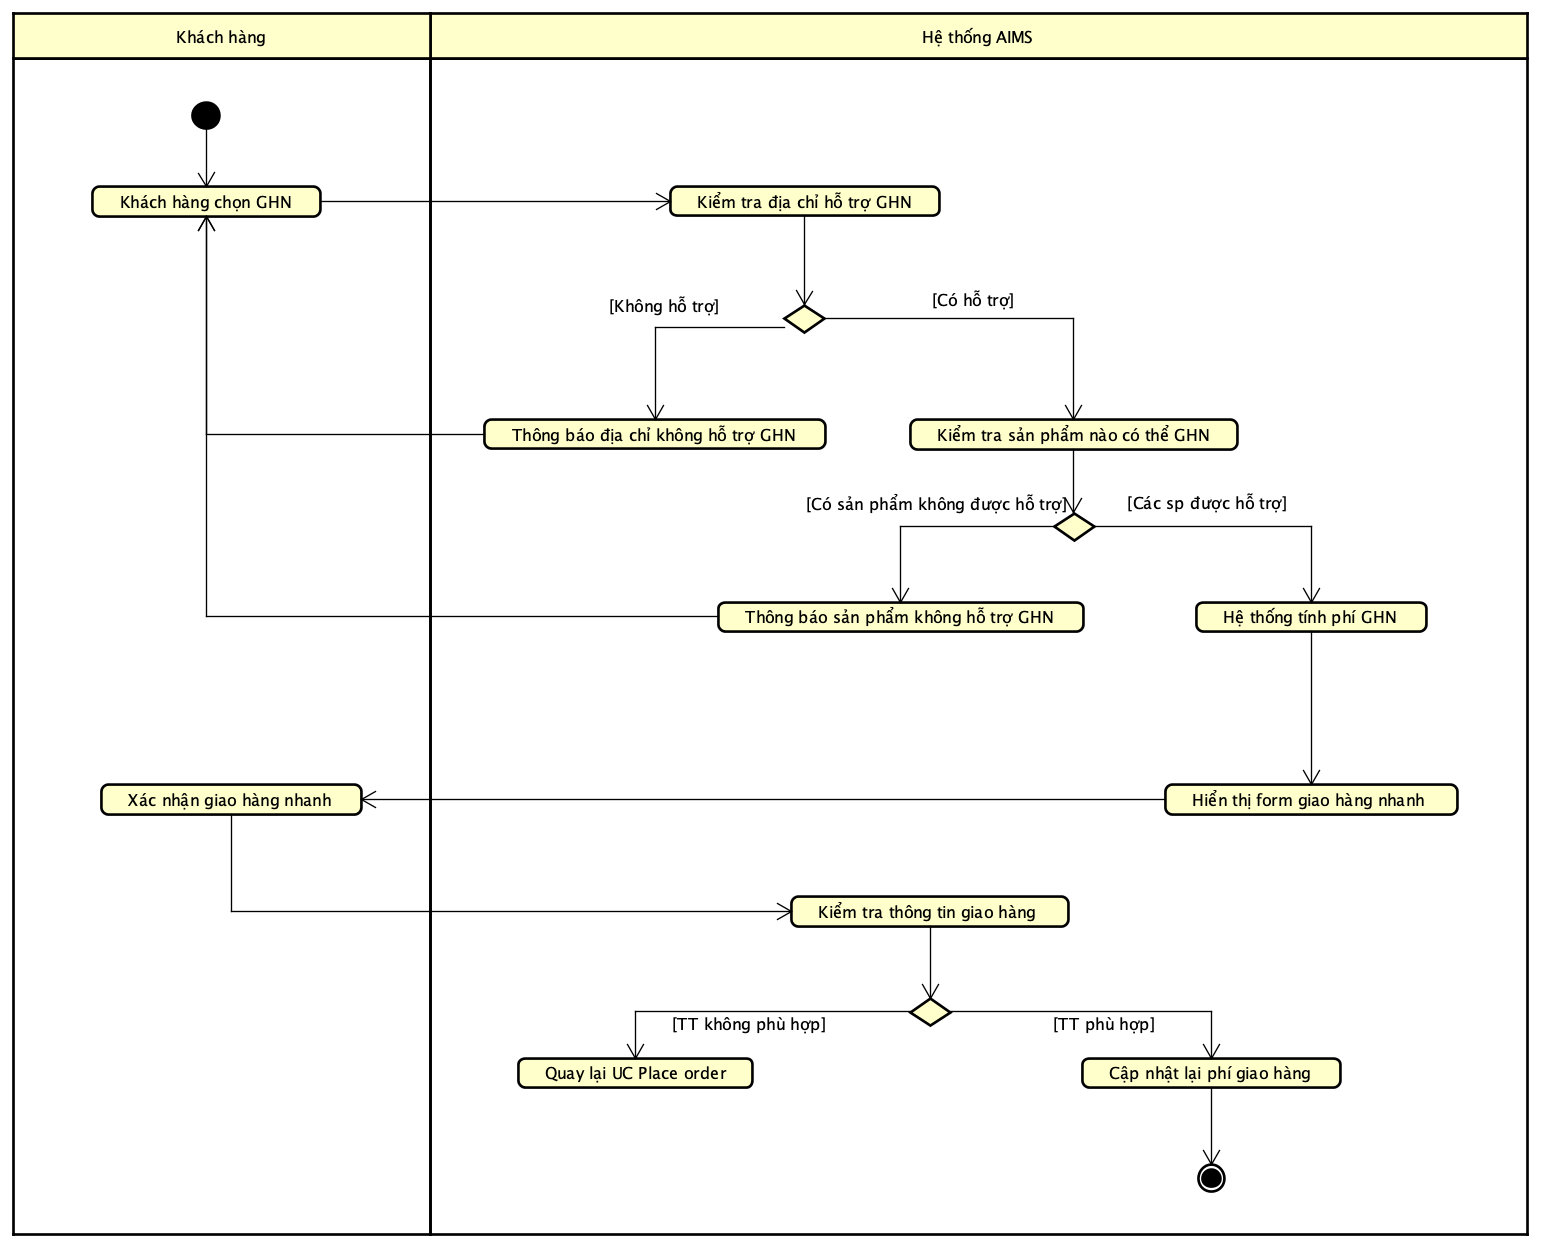 Khách hàng
Hệ thống AIMS
Khách hàng chọn GHN
Kiểm tra địa chỉ hỗ trợ GHN
[Không hỗ trợ]
[Có hỗ trợ]
Thông báo địa chỉ không hỗ trợ GHN
Kiểm tra sản phẩm nào có thể GHN
[Có sản phẩm không được hỗ trợ]
[Các sp được hỗ trợ]
Thông báo sản phẩm không hỗ trợ GHN
Hệ thống tính phí GHN
Xác nhận giao hàng nhanh
Hiển thị form giao hàng nhanh
Kiểm tra thông tin giao hàng
[TT không phù hợp]
[TT phù hợp]
Quay lại UC Place order
Cập nhật lại phí giao hàng